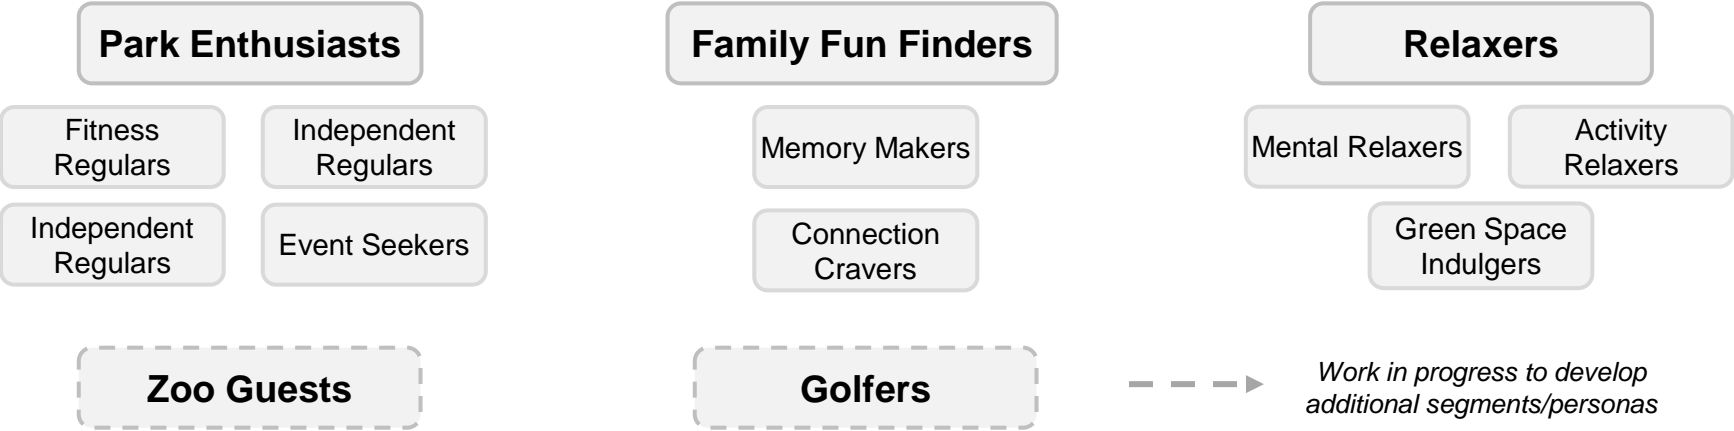 Park Enthusiasts
Fitness
Regulars
Independent
Regulars
Independent
Regulars
Event Seekers
Family Fun Finders
Memory Makers
Connection
Cravers
Relaxers
Mental Relaxers
Activity
Relaxers
Green Space
Indulgers
Zoo Guests
Golfers
Work in progress to develop
additional segments/personas